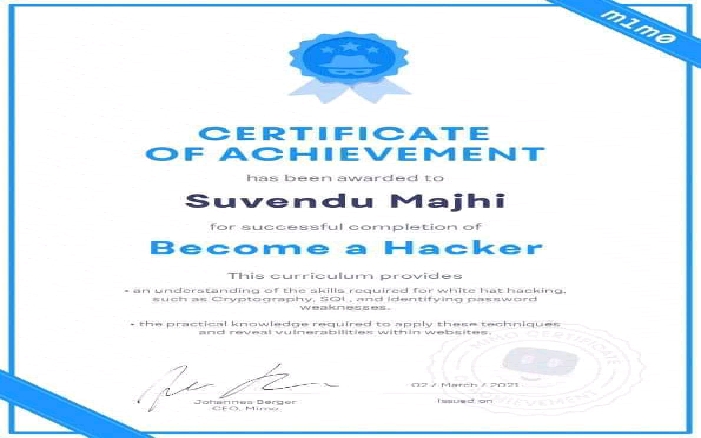 m1m0
CERTIFICATE
OF ACHIEVEMENT
has been awarded to
Suvendu Majhi
for successful completion of
Become a Hacker
This curriculum provides
• an understanding of the skills required for white hat hacking,
such as Cryptography, SQL, and identifying password
weaknesses.
• the practical knowledge required to apply these techniques
and reveal vulnerabilities within websites.
MIMO CERTIFICATE
ACHIEVEMENT
02 / March / 2021
Johannes Berger
CEO, Mimo.
Issued on